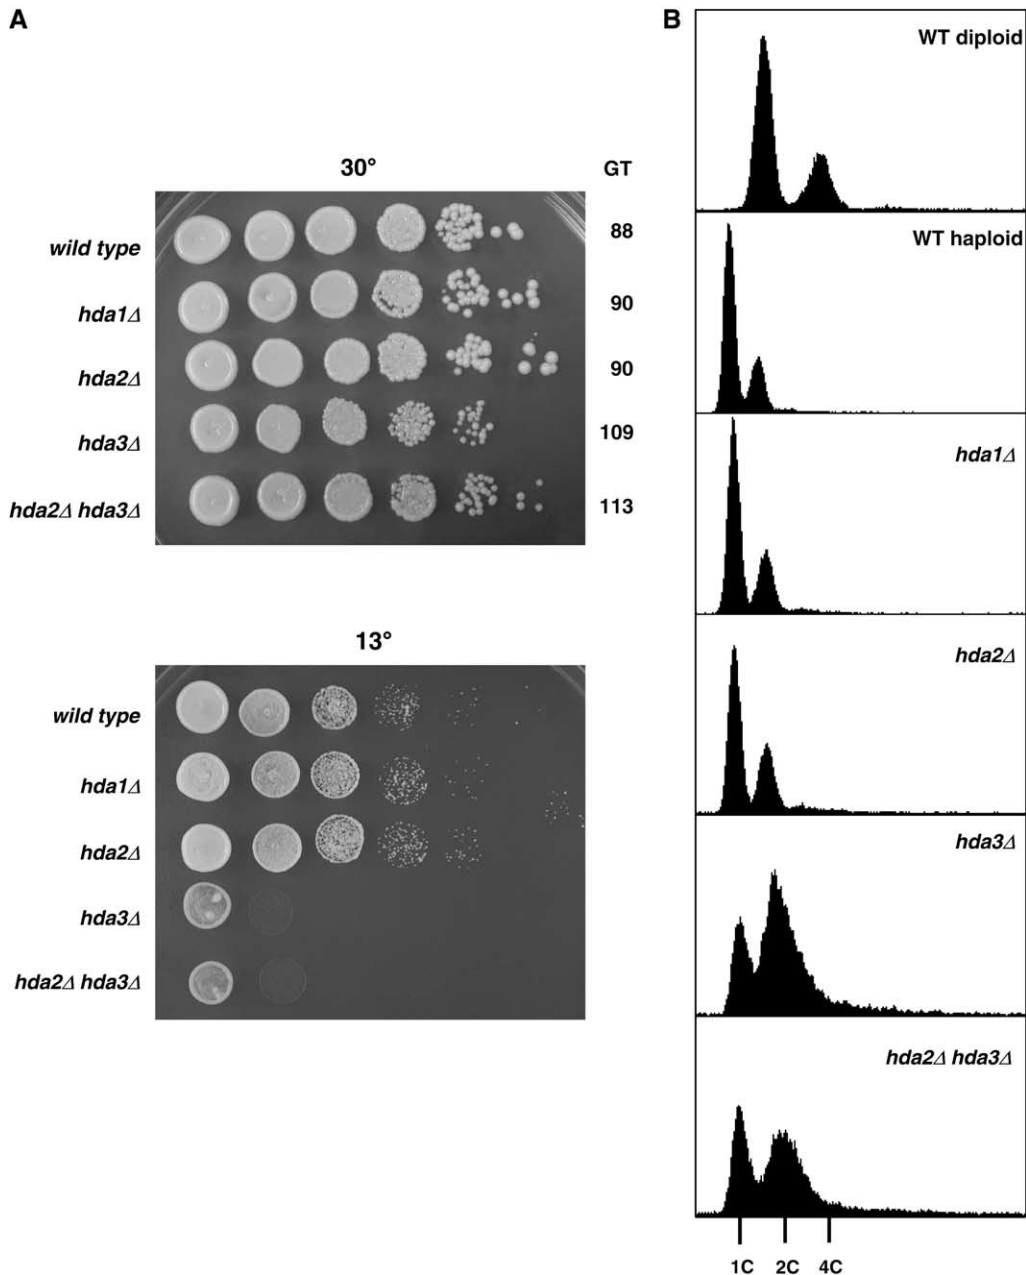 A
30°
GT
wild type
88
hda1Δ
90
hda2Δ
90
hda3Δ
109
hda2Δ hda3Δ
113
13°
wild type
hda1Δ
hda2Δ
hda3Δ
hda2Δ hda3Δ
B
WT diploid
WT haploid
hda1Δ
hda2Δ
hda3Δ
hda2Δ hda3Δ
1C 2C 4C